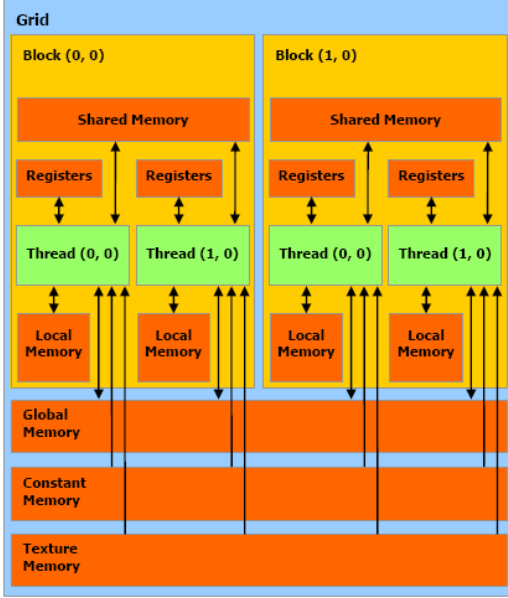 Grid
Block (0, 0)
Block (1, 0)
Shared Memory
Shared Memory
Registers
Registers
Registers
Registers
Thread (0, 0)
Thread (1, 0)
Thread (0, 0)
Thread (1, 0)
Local
Memory
Local
Memory
Local
Memory
Local
Memory
Global
Memory
Constant
Memory
Texture
Memory